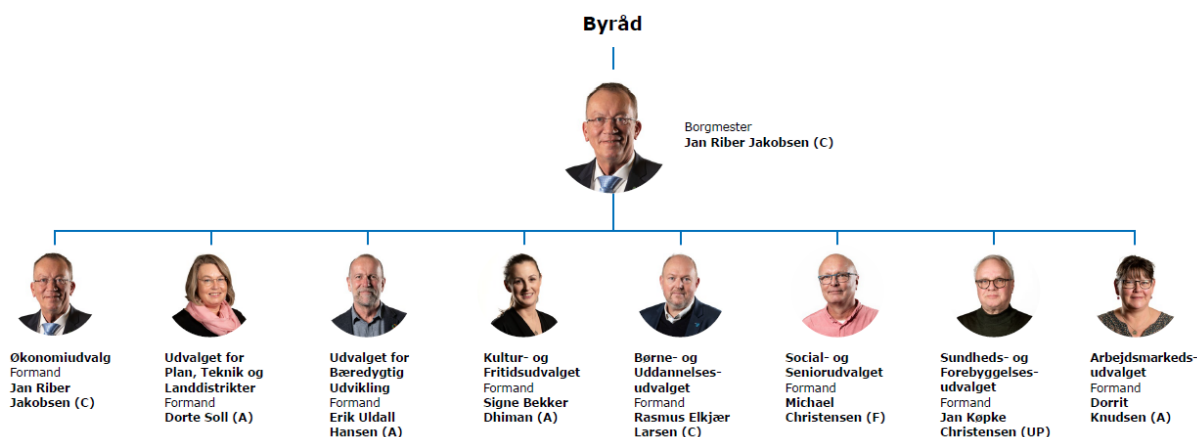 Byråd
Borgmester
Jan Riber Jakobsen (C)
Økonomiudvalg
Formand
Jan Riber
Jakobsen (C)
Udvalget for
Plan, Teknik og
Landdistrikter
Formand
Dorte Soll (A)
Udvalget for
Bæredygtig
Udvikling
Formand
Erik Uldall
Hansen (A)
Kultur- og
Fritidsudvalget
Formand
Signe Bekker
Dhiman (A)
Børne- og
Uddannelses-
udvalget
Formand
Rasmus Elkjær
Larsen (C)
Social- og
Seniorudvalget
Formand
Michael
Christensen (F)
Sundheds- og
Forebyggelses-
udvalget
Formand
Jan Køpke
Christensen (UP)
Arbejdsmarkeds-
udvalget
Formand
Dorrit
Knudsen (A)